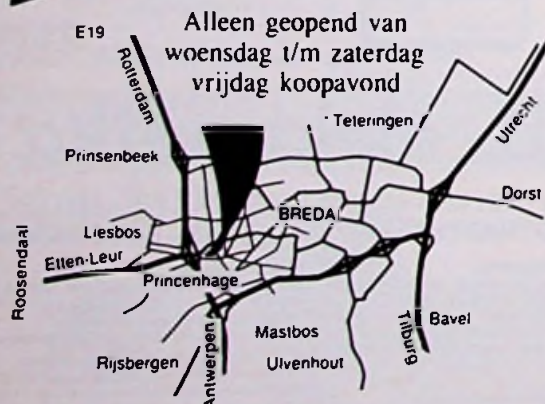 Alleen geopend van
woensdag t/m zaterdag
vrijdag koopavond
E19
Rotterdam
Teteringen
Utrecht
Prinsenbeek
Dorst
BREDA
Liesbos
Roosendaal
Etten-Leur
Princenhage
Bavel
Tilburg
Mastbos
Antwerpen
Rijsbergen
Ulvenhout